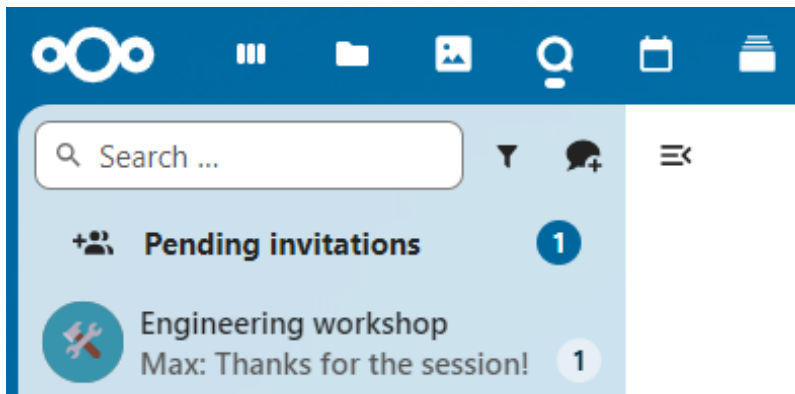 Search ...
Pending invitations 1
Engineering workshop
Max: Thanks for the session! 1